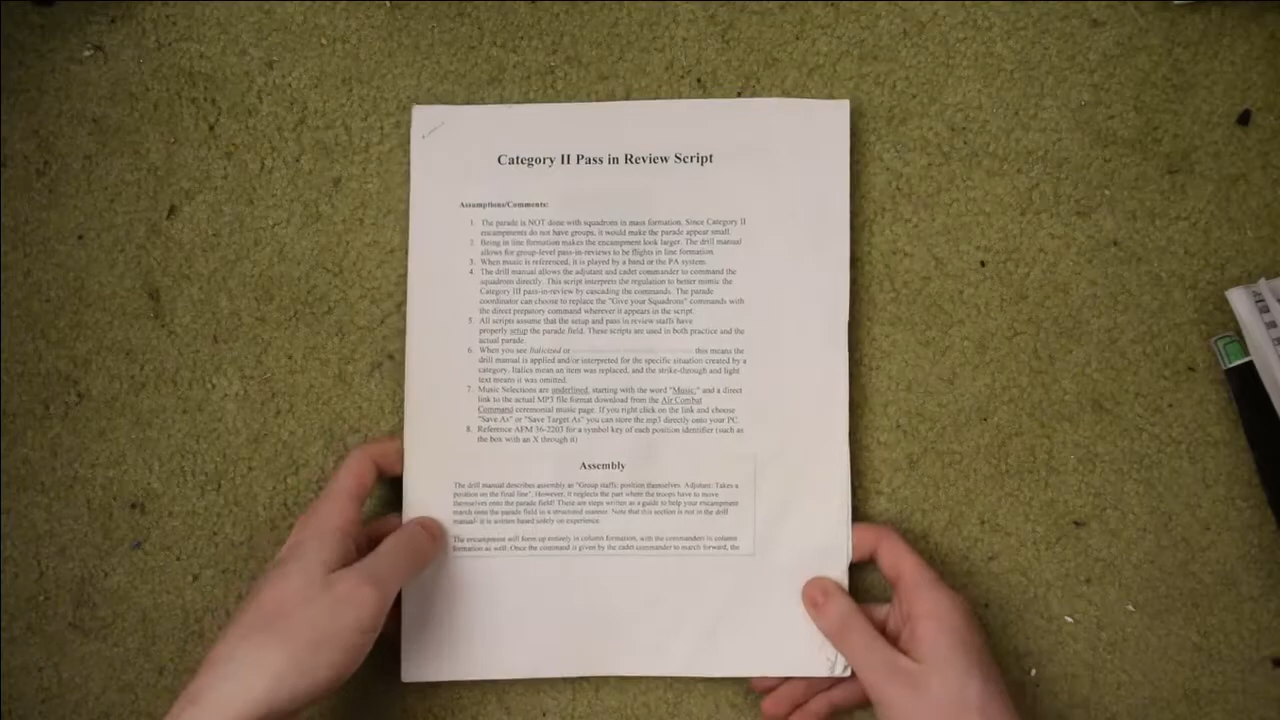 Category II Pass in Review Script
Assumptions/Comments:
1. The parade is NOT done with squadrons in mass formation. Since Category II
encampments do not have groups, it would make the parade appear small.
2. Being in line formation makes the encampment look larger. The drill manual
allows for group-level pass-in-reviews to be flights in line formation.
3. When music is referenced, it is played by a band or the PA system.
4. The drill manual allows the adjutant and cadet commander to command the
squadrons directly. This script interprets the regulation to better mimic the
Category III pass-in-review by cascading the commands. The parade
coordinator can choose to replace the "Give your Squadrons" commands with
the direct prepatory command wherever it appears in the script.
5. All scripts assume that the setup and pass in review staffs have
properly setup the parade field. These scripts are used in both practice and the
actual parade.
6. When you see Italicized or this means the
drill manual is applied and/or interpreted for the specific situation created by a
category. Italics mean an item was replaced, and the strike-through and light
text means it was omitted.
7. Music Selections are underlined, starting with the word "Music:" and a direct
link to the actual MP3 file format download from the Air Combat
Command ceremonial music page. If you right click on the link and choose
"Save As" or "Save Target As" you can store the mp3 directly onto your PC.
8. Reference AFM 36-2203 for a symbol key of each position identifier (such as
the box with an X through it)
Assembly
The drill manual describes assembly as "Group staffs: position themselves. Adjutant: Takes a
position on the final line". However, it neglects the part where the troops have to move
themselves onto the parade field! These are steps written as a guide to help your encampment
march onto the parade field in a structured manner. Note that this section is not in the drill
manual- it is written based solely on experience.
The encampment will form up entirely in column formation, with the commanders in column
formation as well. Once the command is given by the cadet commander to march forward, the